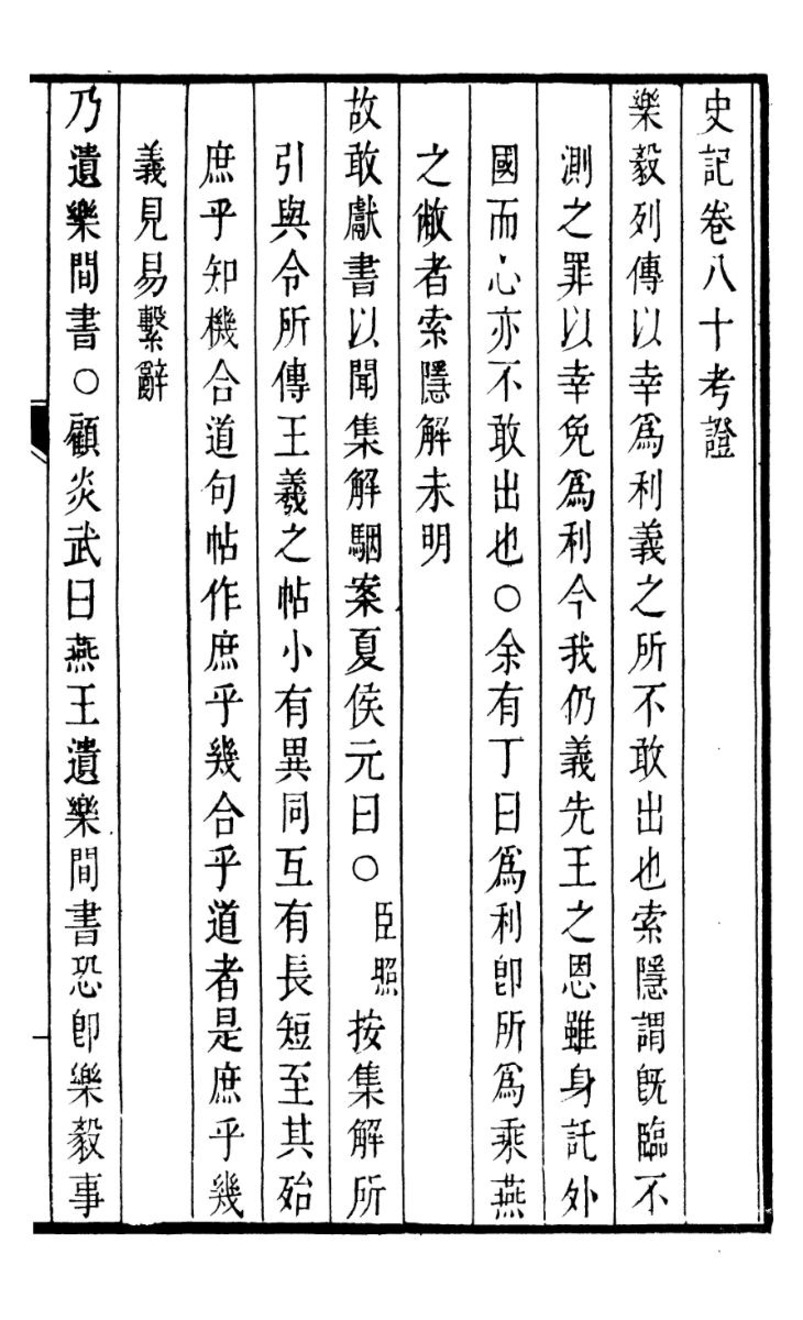 史記卷八十考證
樂毅列傳以幸爲利義之所不敢出也索隱謂既臨不
測之罪以幸免爲利今我仍義先王之恩雖身託外
國而心亦不敢出也○余有丁曰爲利卽所爲乘燕
之敝者索隱解未明
故敢獻書以聞集解駰案夏侯元曰○臣照按集解所
引與今所傳王羲之帖小有異同互有長短至其殆
庶乎知機合道句帖作庶乎幾合乎道者是庶乎幾
義見易繫辭
乃遺樂間書○顧炎武曰燕王遺樂間書恐卽樂毅事